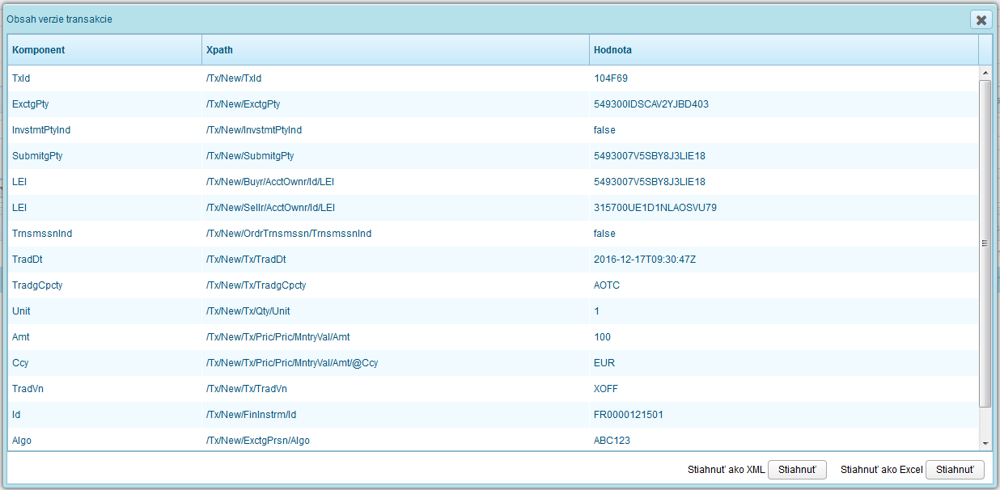 Obsah verzie transakcie
Komponent Xpath Hodnota
TxId /Tx/New/TxId 104F69
ExctgPty /Tx/New/ExctgPty 549300IDSCAV2YJBD403
InvstmtPtyInd /Tx/New/InvstmtPtyInd false
SubmitgPty /Tx/New/SubmitgPty 5493007V5SBY8J3LIE18
LEI /Tx/New/Buyr/AcctOwnr/Id/LEI 5493007V5SBY8J3LIE18
LEI /Tx/New/Sellr/AcctOwnr/Id/LEI 315700UE1D1NLAOSVU79
TrnsmssnInd /Tx/New/OrdrTrnsmssn/TrnsmssnInd false
TradDt /Tx/New/Tx/TradDt 2016-12-17T09:30:47Z
TradgCpcty /Tx/New/Tx/TradgCpcty AOTC
Unit /Tx/New/Tx/Qty/Unit 1
Amt /Tx/New/Tx/Pric/Pric/MntryVal/Amt 100
Ccy /Tx/New/Tx/Pric/Pric/MntryVal/Amt/@Ccy EUR
TradVn /Tx/New/Tx/TradVn XOFF
Id /Tx/New/FinInstrm/Id FR0000121501
Algo /Tx/New/ExctgPrsn/Algo ABC123
Stiahnuť ako XML Stiahnuť Stiahnuť ako Excel Stiahnuť